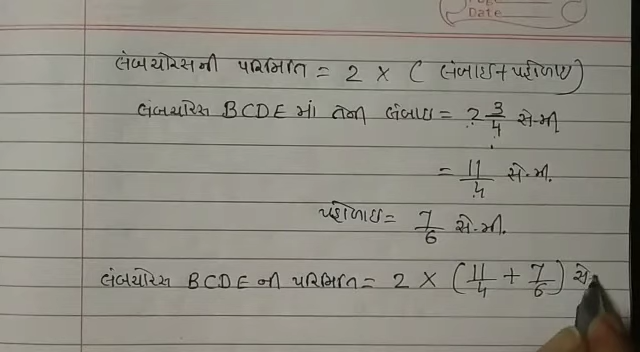 Date
લંબચોરસની પરિમિતિ = 2 × ( લંબાઇ + પહોળાઇ)
લંબચોરસ BCDE માં તેની લંબાઇ = 2 3/4 સે.મી
= 11/4 સે.મી.
પહોળાઇ = 7/6 સે.મી.
લંબચોરસ BCDE ની પરિમિતિ = 2 × (11/4 + 7/6) સે.